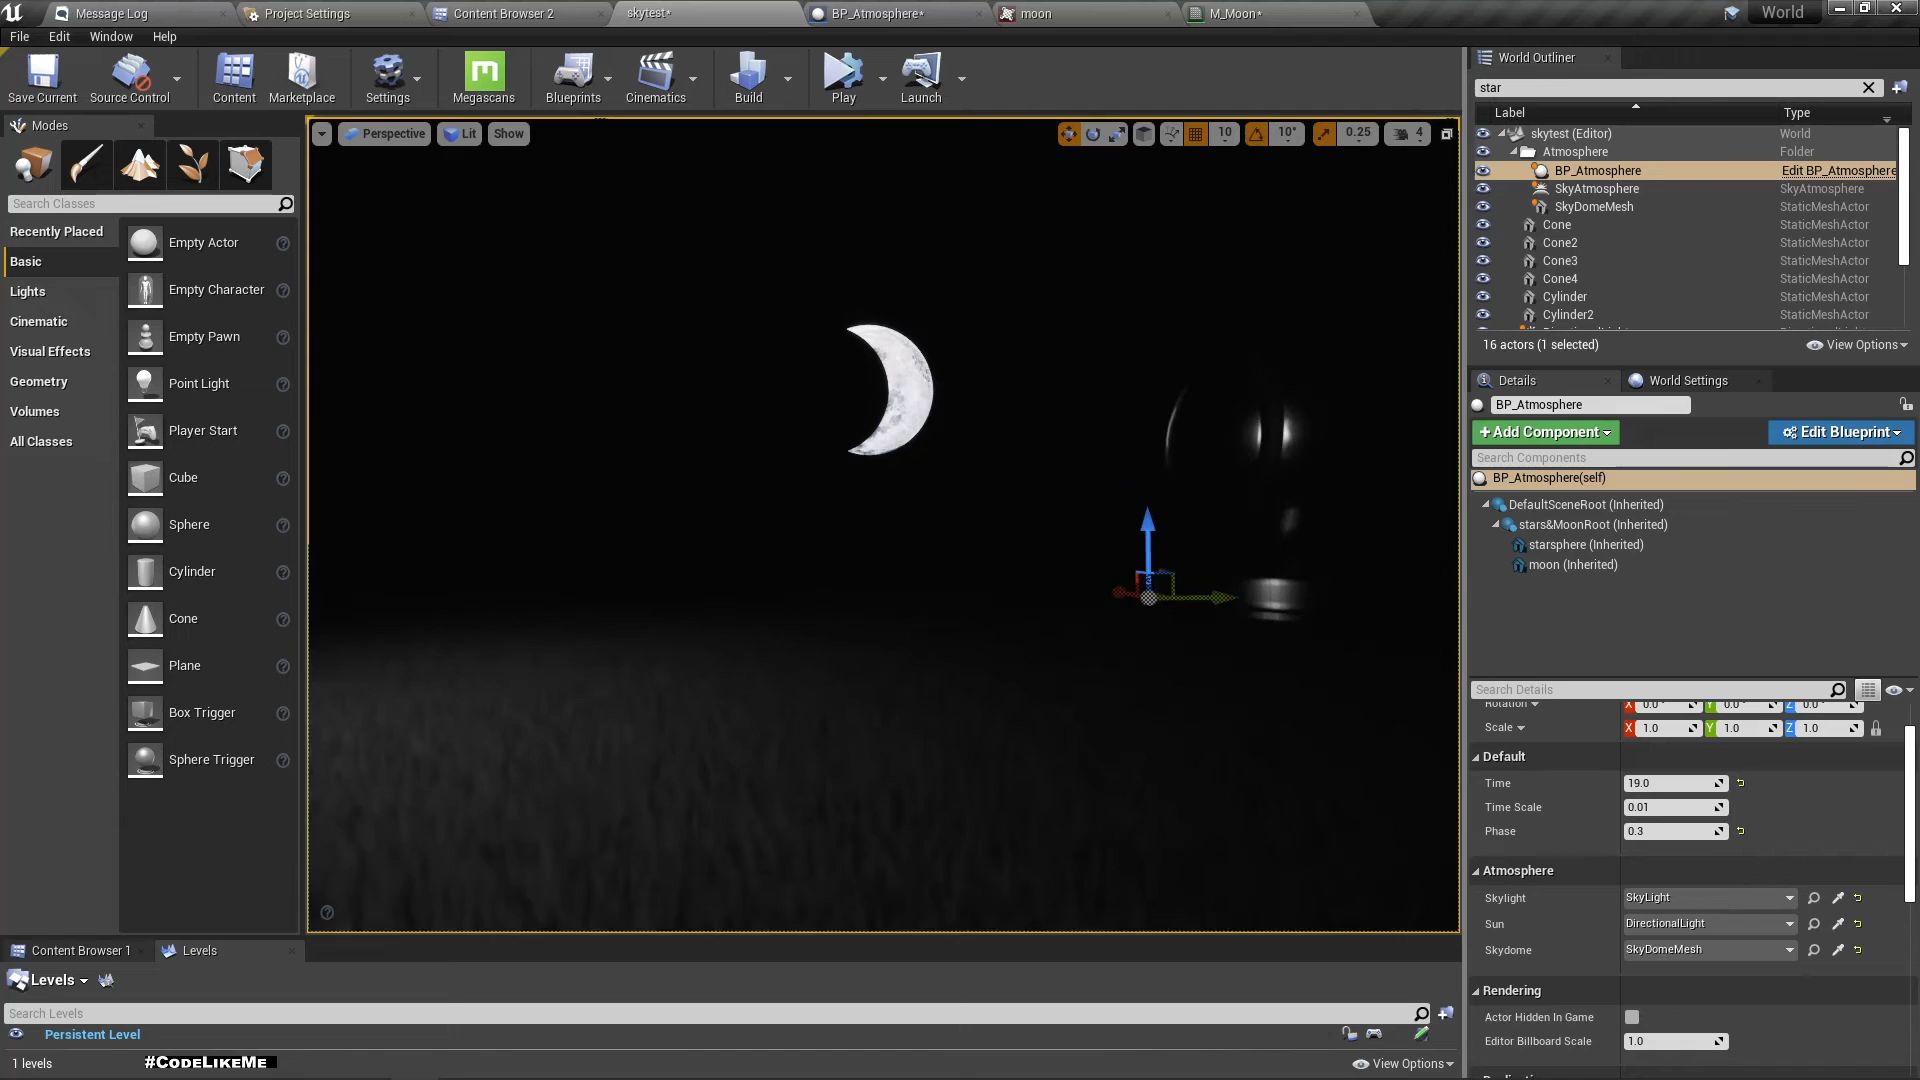 Message Log
Project Settings
Content Browser 2
skytest*
BP_Atmosphere*
moon
M_Moon*
World
File
Edit
Window
Help
Save Current
Source Control
Content
Marketplace
Settings
Megascans
Blueprints
Cinematics
Build
Play
Launch
Modes
Search Classes
Recently Placed
Basic
Lights
Cinematic
Visual Effects
Geometry
Volumes
All Classes
Empty Actor
Empty Character
Empty Pawn
Point Light
Player Start
Cube
Sphere
Cylinder
Cone
Plane
Box Trigger
Sphere Trigger
Perspective
Lit
Show
10
10°
0.25
4
World Outliner
star
Label
Type
skytest (Editor)
World
Atmosphere
Folder
BP_Atmosphere
Edit BP_Atmosphere
SkyAtmosphere
SkyAtmosphere
SkyDomeMesh
StaticMeshActor
Cone
StaticMeshActor
Cone2
StaticMeshActor
Cone3
StaticMeshActor
Cone4
StaticMeshActor
Cylinder
StaticMeshActor
Cylinder2
StaticMeshActor
16 actors (1 selected)
View Options
Details
World Settings
BP_Atmosphere
+Add Component
Edit Blueprint
Search Components
BP_Atmosphere(self)
DefaultSceneRoot (Inherited)
stars&MoonRoot (Inherited)
starsphere (Inherited)
moon (Inherited)
Search Details
Rotation
X 0.0° Y 0.0° Z 0.0°
Scale
X 1.0 Y 1.0 Z 1.0
Default
Time
19.0
Time Scale
0.01
Phase
0.3
Atmosphere
Skylight
SkyLight
Sun
DirectionalLight
Skydome
SkyDomeMesh
Rendering
Actor Hidden In Game
Editor Billboard Scale
1.0
Content Browser 1
Levels
Levels
Search Levels
Persistent Level
1 levels
#CodeLikeMe
View Options